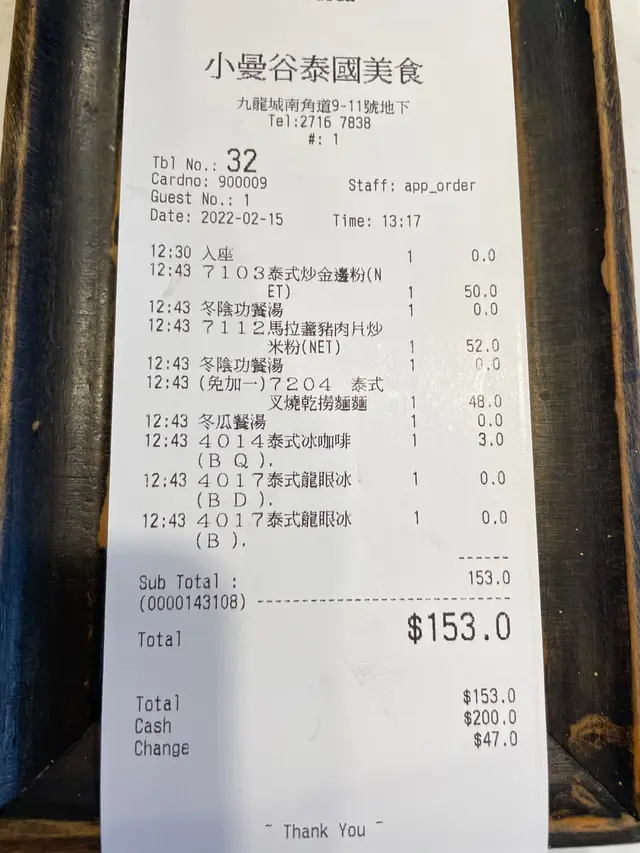 小曼谷泰國美食
九龍城南角道9-11號地下
Tel:2716 7838
#: 1
Tbl No.: 32
Cardno: 900009 Staff: app_order
Guest No.: 1
Date: 2022-02-15 Time: 13:17
12:30 入座 1 0.0
12:43 7103泰式炒金邊粉(N
ET) 1 50.0
12:43 冬陰功餐湯 1 0.0
12:43 7112馬拉盞豬肉片炒
米粉(NET) 1 52.0
12:43 冬陰功餐湯 1 0.0
12:43 (免加一)7204 泰式
叉燒乾撈麵麵 1 48.0
12:43 冬瓜餐湯 1 0.0
12:43 4014泰式冰咖啡 1 3.0
(B Q ).
12:43 4017泰式龍眼冰 1 0.0
(B D ).
12:43 4017泰式龍眼冰 1 0.0
(B ).
------
Sub Total : 153.0
(0000143108) ------------------------------
Total $153.0
Total $153.0
Cash $200.0
Change $47.0
~ Thank You ~